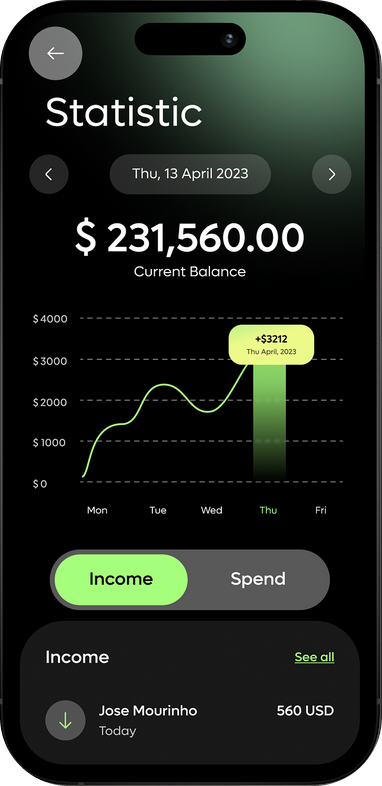 Statistic
Thu, 13 April 2023
$ 231,560.00
Current Balance
$4000
+$3212
Thu April, 2023
$3000
$2000
$1000
$0
Mon Tue Wed Thu Fri
Income Spend
Income See all
Jose Mourinho 560 USD
Today